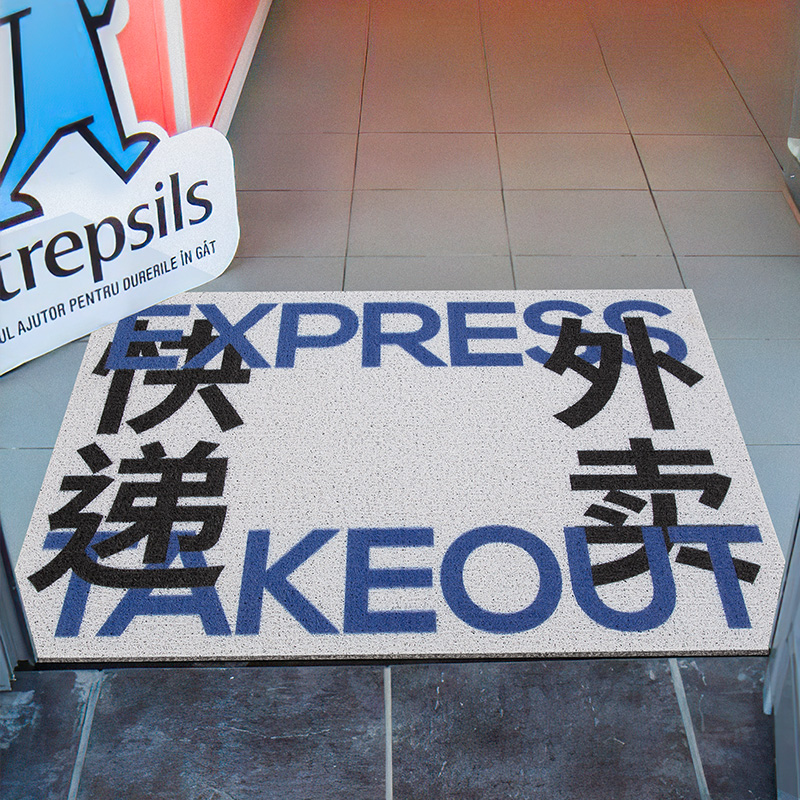 trepsils
UL AJUTOR PENTRU DURERILE ÎN GÂT
EXPRESS
快递
外卖
TAKEOUT